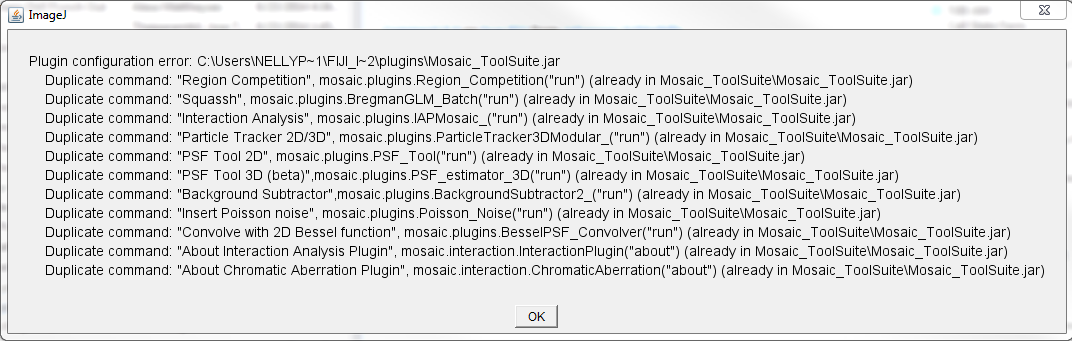 ImageJ
Plugin configuration error: C:\Users\NELLYP~1\FIJI_I~2\plugins\Mosaic_ToolSuite.jar
Duplicate command: "Region Competition", mosaic.plugins.Region_Competition("run") (already in Mosaic_ToolSuite\Mosaic_ToolSuite.jar)
Duplicate command: "Squassh", mosaic.plugins.BregmanGLM_Batch("run") (already in Mosaic_ToolSuite\Mosaic_ToolSuite.jar)
Duplicate command: "Interaction Analysis", mosaic.plugins.IAPMosaic_("run") (already in Mosaic_ToolSuite\Mosaic_ToolSuite.jar)
Duplicate command: "Particle Tracker 2D/3D", mosaic.plugins.ParticleTracker3DModular_("run") (already in Mosaic_ToolSuite\Mosaic_ToolSuite.jar)
Duplicate command: "PSF Tool 2D", mosaic.plugins.PSF_Tool("run") (already in Mosaic_ToolSuite\Mosaic_ToolSuite.jar)
Duplicate command: "PSF Tool 3D (beta)",mosaic.plugins.PSF_estimator_3D("run") (already in Mosaic_ToolSuite\Mosaic_ToolSuite.jar)
Duplicate command: "Background Subtractor",mosaic.plugins.BackgroundSubtractor2_("run") (already in Mosaic_ToolSuite\Mosaic_ToolSuite.jar)
Duplicate command: "Insert Poisson noise", mosaic.plugins.Poisson_Noise("run") (already in Mosaic_ToolSuite\Mosaic_ToolSuite.jar)
Duplicate command: "Convolve with 2D Bessel function", mosaic.plugins.BesselPSF_Convolver("run") (already in Mosaic_ToolSuite\Mosaic_ToolSuite.jar)
Duplicate command: "About Interaction Analysis Plugin", mosaic.interaction.InteractionPlugin("about") (already in Mosaic_ToolSuite\Mosaic_ToolSuite.jar)
Duplicate command: "About Chromatic Aberration Plugin", mosaic.interaction.ChromaticAberration("about") (already in Mosaic_ToolSuite\Mosaic_ToolSuite.jar)
OK